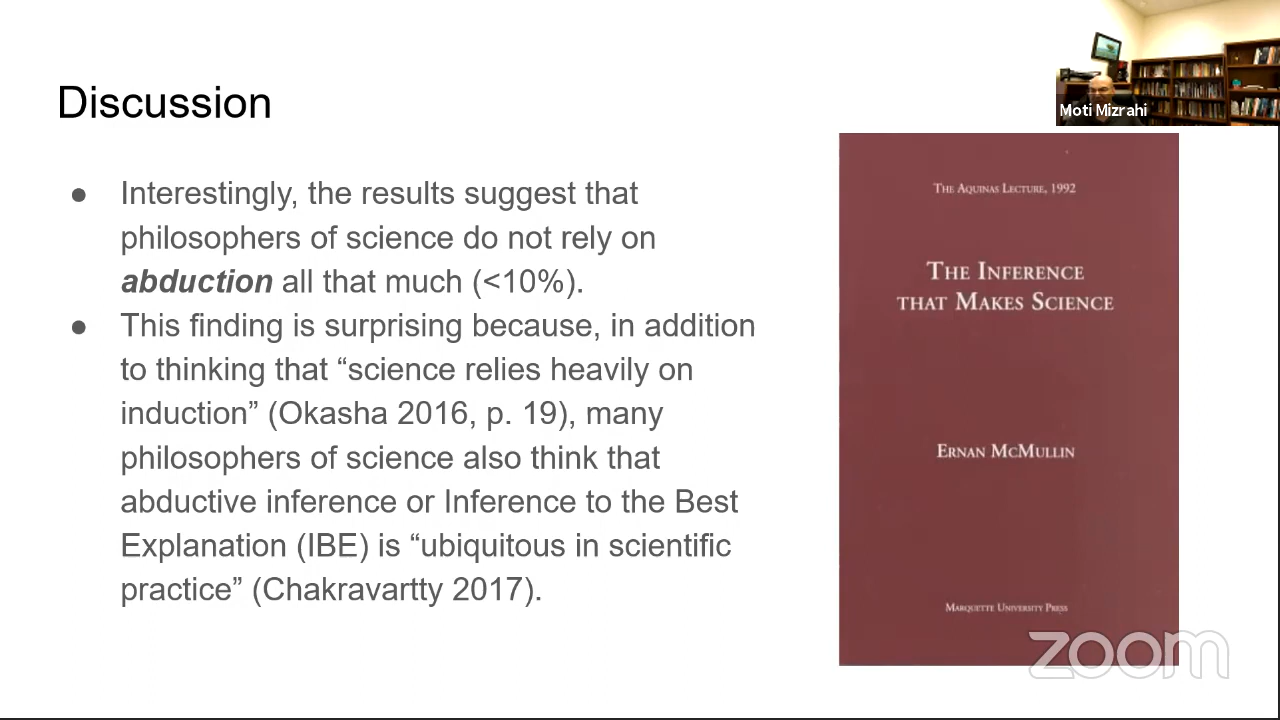 Discussion
Moti Mizrahi
● Interestingly, the results suggest that
philosophers of science do not rely on
abduction all that much (<10%).
● This finding is surprising because, in addition
to thinking that “science relies heavily on
induction” (Okasha 2016, p. 19), many
philosophers of science also think that
abductive inference or Inference to the Best
Explanation (IBE) is “ubiquitous in scientific
practice” (Chakravartty 2017).
The Aquinas Lecture, 1992
The Inference
that Makes Science
Ernan McMullin
Marquette University Press
zoom